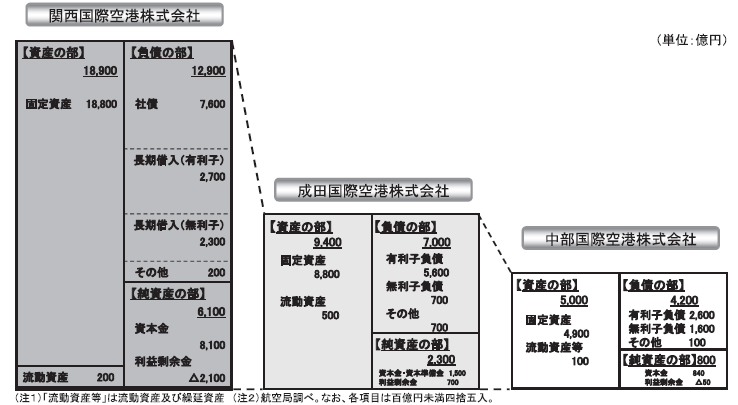 関西国際空港株式会社
(単位:億円)
【資産の部】
18,900
固定資産 18,800
流動資産 200
【負債の部】
12,900
社債 7,600
長期借入(有利子)
2,700
長期借入(無利子)
2,300
その他 200
【純資産の部】
6,100
資本金
8,100
利益剰余金
△2,100
成田国際空港株式会社
【資産の部】
9,400
固定資産
8,800
流動資産
500
【負債の部】
7,000
有利子負債
5,600
無利子負債
700
その他
700
【純資産の部】
2,300
資本金・資本準備金 1,500
利益剰余金 700
中部国際空港株式会社
【資産の部】
5,000
固定資産
4,900
流動資産等
100
【負債の部】
4,200
有利子負債 2,600
無利子負債 1,600
その他 100
【純資産の部】800
資本金 840
利益剰余金 △50
(注1)「流動資産等」は流動資産及び繰延資産 (注2)航空局調べ。なお、各項目は百億円未満四捨五入。